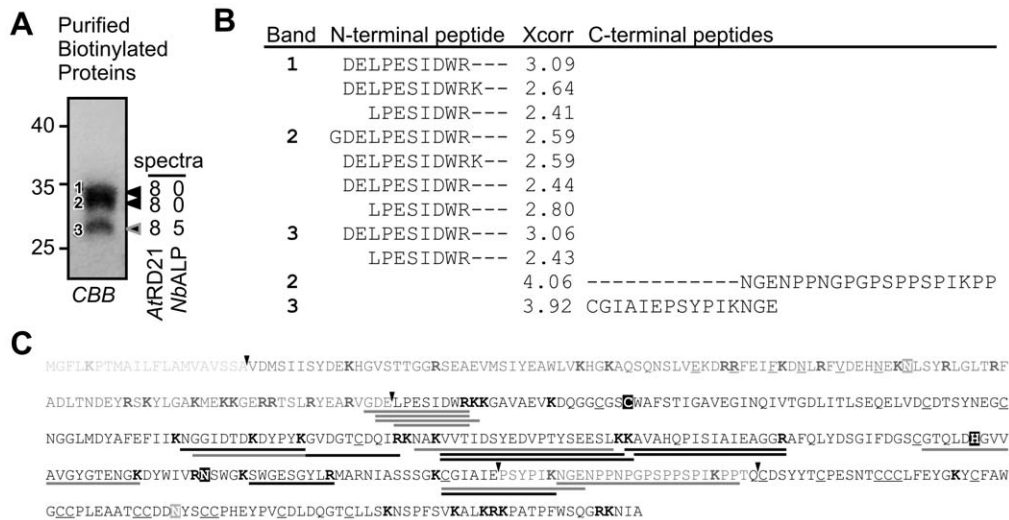 A
Purified
Biotinylated
Proteins
spectra
40
35
25
1
2
3
8 0
8 0
8 5
AtRD21
NbALP
CBB
B
Band N-terminal peptide Xcorr C-terminal peptides
1 DELPESIDWR--- 3.09
DELPESIDWRK-- 2.64
LPESIDWR--- 2.41
2 GDELPESIDWR--- 2.59
DELPESIDWRK-- 2.59
DELPESIDWR--- 2.44
LPESIDWR--- 2.80
3 DELPESIDWR--- 3.06
LPESIDWR--- 2.43
2 4.06 ------------NGENPPNGPGPSPPSPIKPP
3 3.92 CGIAIEPSYPIKNGE
C
MGFLKPTMAILFLAMVAVSSAVDMSIISYDEKHGVSTTGGRSEAEVMSIYEAWLVKHGKAQSQNSLVEKDRRFEIFKDNLRFVDEHNEKNLSYRLGLTRF
ADLTNDEYRSKYLGAKMEKKGERRTSLRYEARVGDELPESIDWRKKGAVAEVKDQGGCGSCWAFSTIGAVEGINQIVTGDLITLSEQELVDCDTSYNEGC
NGGLMDYAFEFIIKNGGIDTDKDYPYKGVDGTCDQIRKNAKVVTIDSYEDVPTYSEESLKKAVAHQPISIAIEAGGRAFQLYDSGIFDGSCGTQLDHGVV
AVGYGTENGKDYWIVRNSWGKSWGESGYLRMARNIASSSGKCGIAIEPSYPIKNGENPPNPGPSPPSPIKPPTQCDSYYTCPESNTCCCLFEYGKYCFAW
GCCPLEAATCCDDNYSCCPHEYPVCDLDQGTCLLSKNSPFSVKALKRKPATPFWSQGRKNIA